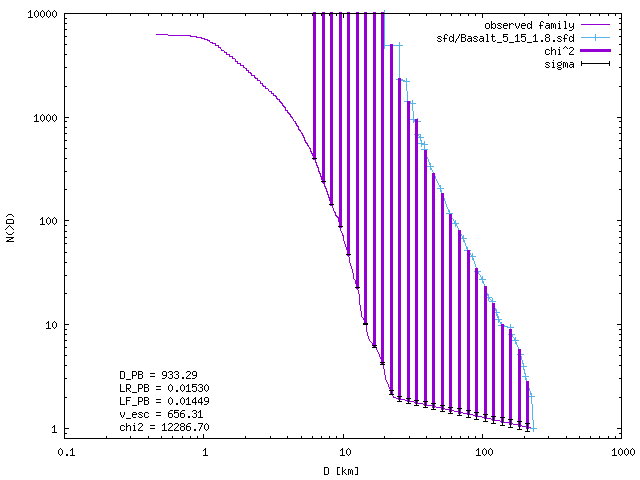 10000
1000
100
10
1
N(>D)
observed family
sfd/Basalt_5_15_1.8.sfd
chi^2
sigma
D_PB = 933.29
LR_PB = 0.01530
LF_PB = 0.01449
v_esc = 656.31
chi2 = 12286.70
0.1 1 10 100 1000
D [km]